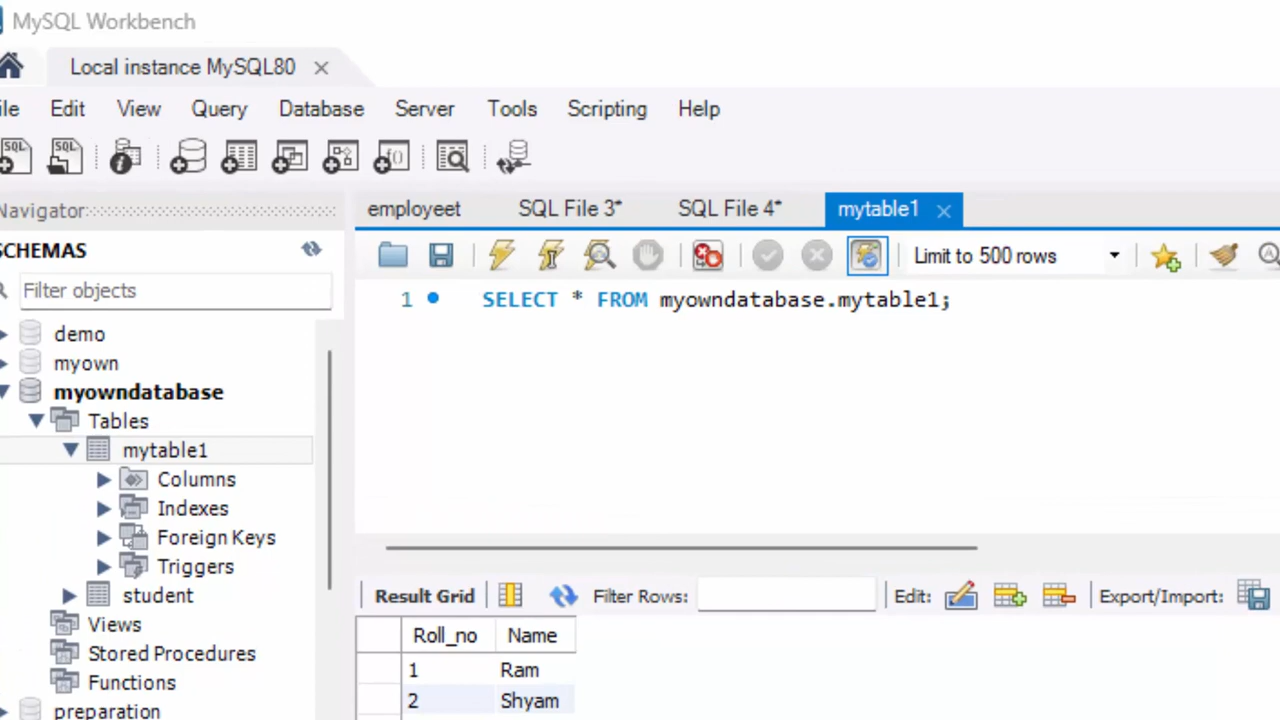 MySQL Workbench
Local instance MySQL80
ile Edit View Query Database Server Tools Scripting Help
SQL SQL
Navigator
employeet SQL File 3* SQL File 4* mytable1
SCHEMAS
Limit to 500 rows
Filter objects
1 SELECT * FROM myowndatabase.mytable1;
demo
myown
myowndatabase
Tables
mytable1
Columns
Indexes
Foreign Keys
Triggers
student
Views
Stored Procedures
Functions
preparation
Result Grid Filter Rows: Edit: Export/Import:
Roll_no Name
1 Ram
2 Shyam